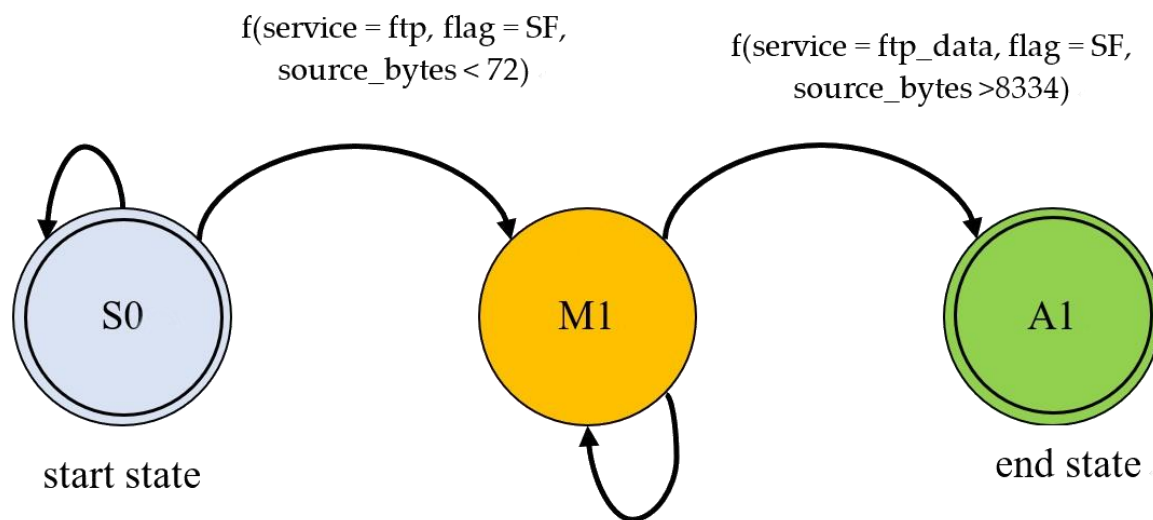 f(service = ftp, flag = SF,
source_bytes < 72)
f(service = ftp_data, flag = SF,
source_bytes >8334)
S0
M1
A1
start state
end state